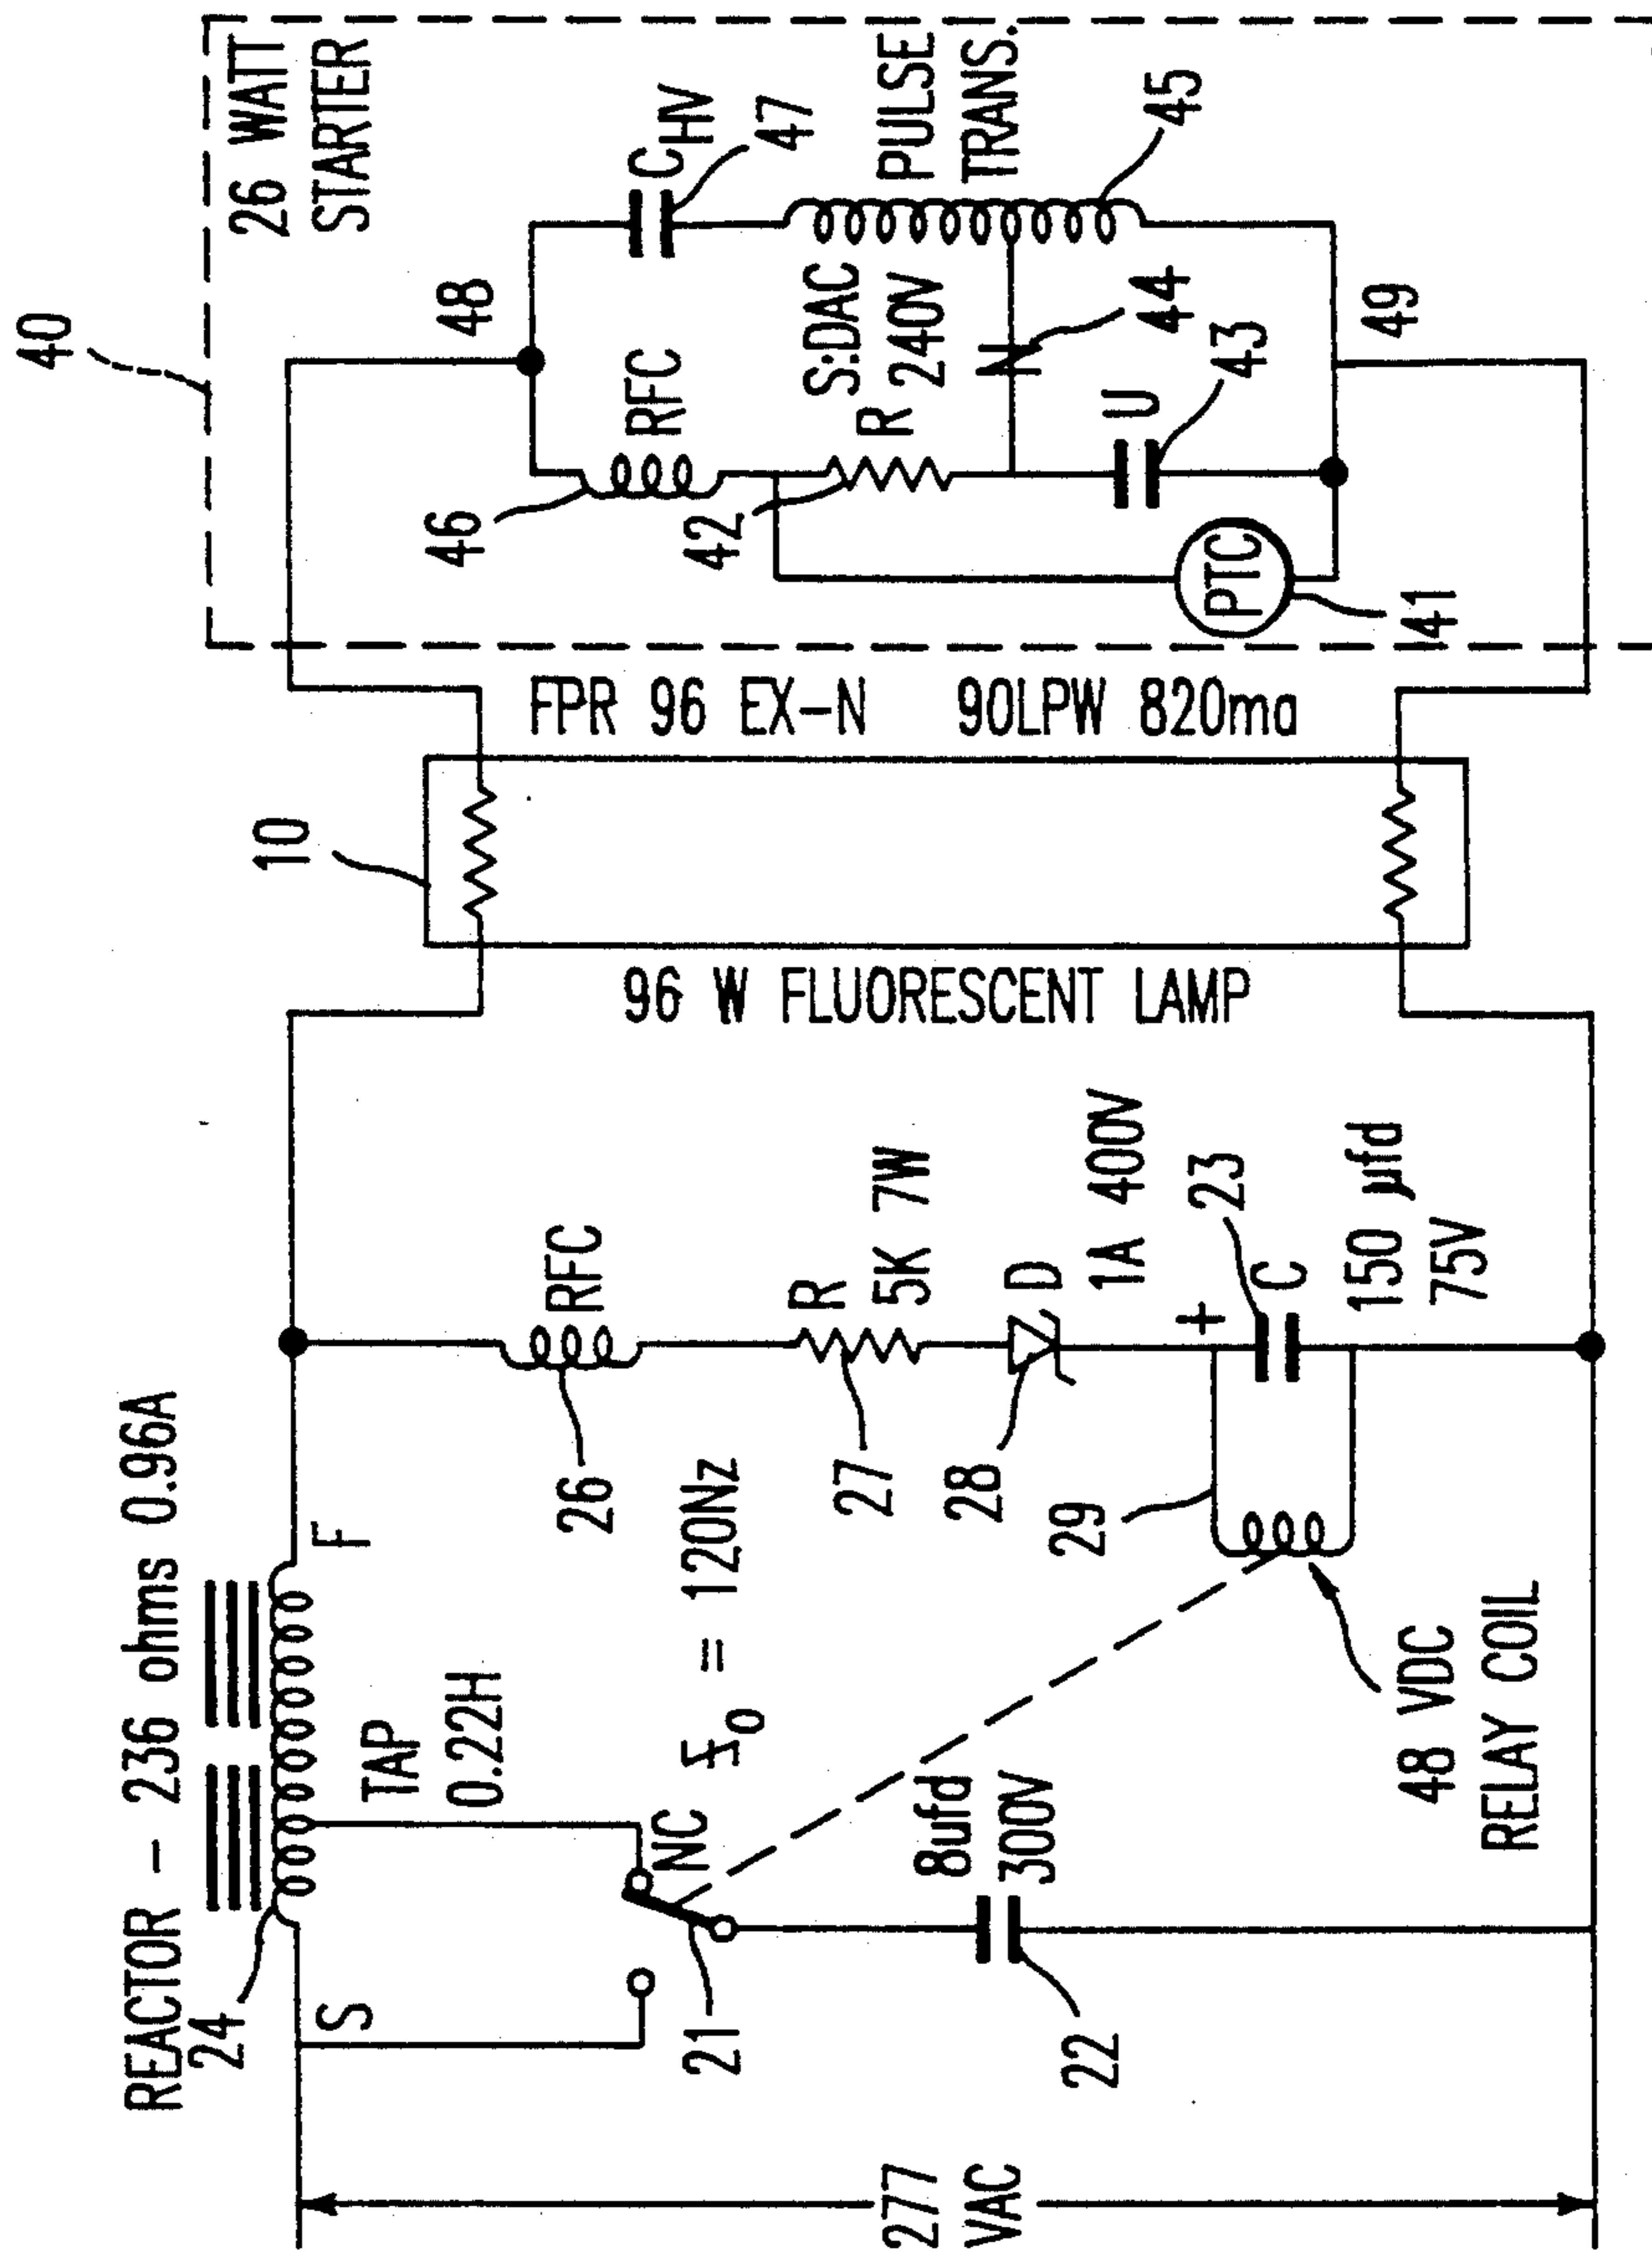 REACTOR – 236 ohms 0.96A
24
S
F
TAP
0.22H
NC
f₀ = 120Nz
21
8ufd
300V
22
277
VAC
RFC
26
R
5K 7W
27
28
D
1A 400V
29
+
23
C
150 µfd
75V
48 VDC
RELAY COIL
10
96 W FLUORESCENT LAMP
FPR 96 EX–N 90LPW 820ma
40
26 WATT
STARTER
48
CHV
47
RFC
46
R
42
S:DAC
240V
44
PULSE
TRANS.
45
U
43
PTC
41
49